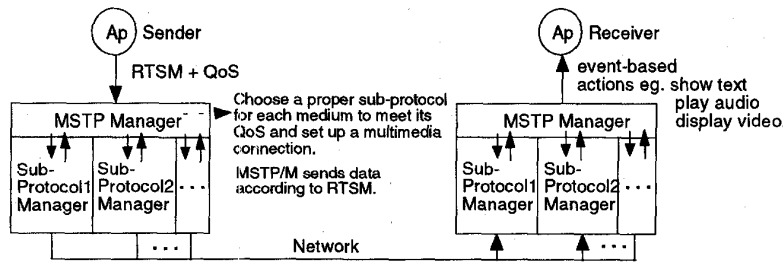 Ap Sender
RTSM + QoS
MSTP Manager
Choose a proper sub-protocol
for each medium to meet its
QoS and set up a multimedia
connection.
MSTP/M sends data
according to RTSM.
Sub-
Protocol1
Manager
Sub-
Protocol2
Manager
...
...
Network
Ap Receiver
event-based
actions eg. show text
play audio
display video
MSTP Manager
Sub-
Protocol1
Manager
Sub-
Protocol2
Manager
...
...